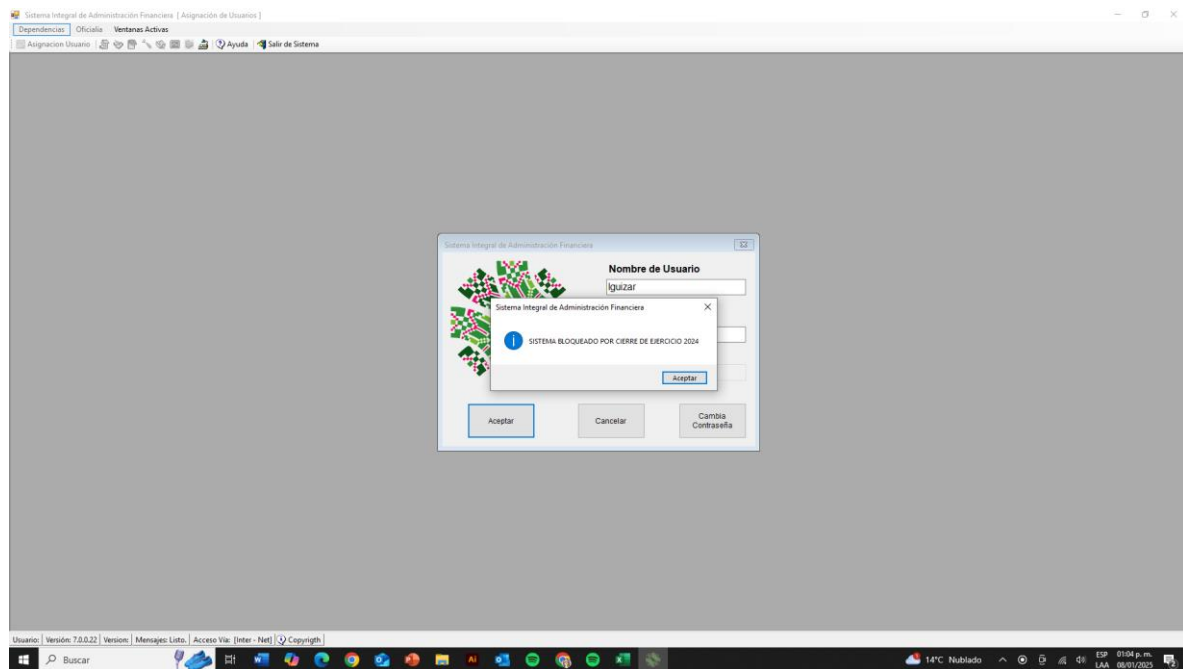 Sistema Integral de Administración Financiera [ Asignación de Usuarios ]
Dependencias Oficialia Ventanas Activas
Asignacion Usuario Ayuda Salir de Sistema
Sistema Integral de Administración Financiera
Nombre de Usuario
lguizar
Sistema Integral de Administración Financiera
SISTEMA BLOQUEADO POR CIERRE DE EJERCICIO 2024
Aceptar
Aceptar Cancelar Cambia
Contraseña
Usuario: Versión: 7.0.0.22 Version: Mensajes: Listo. Acceso Vía: [Inter - Net] Copyrigth
Buscar 14°C Nublado ESP 01:04 p. m.
LAA 08/01/2025